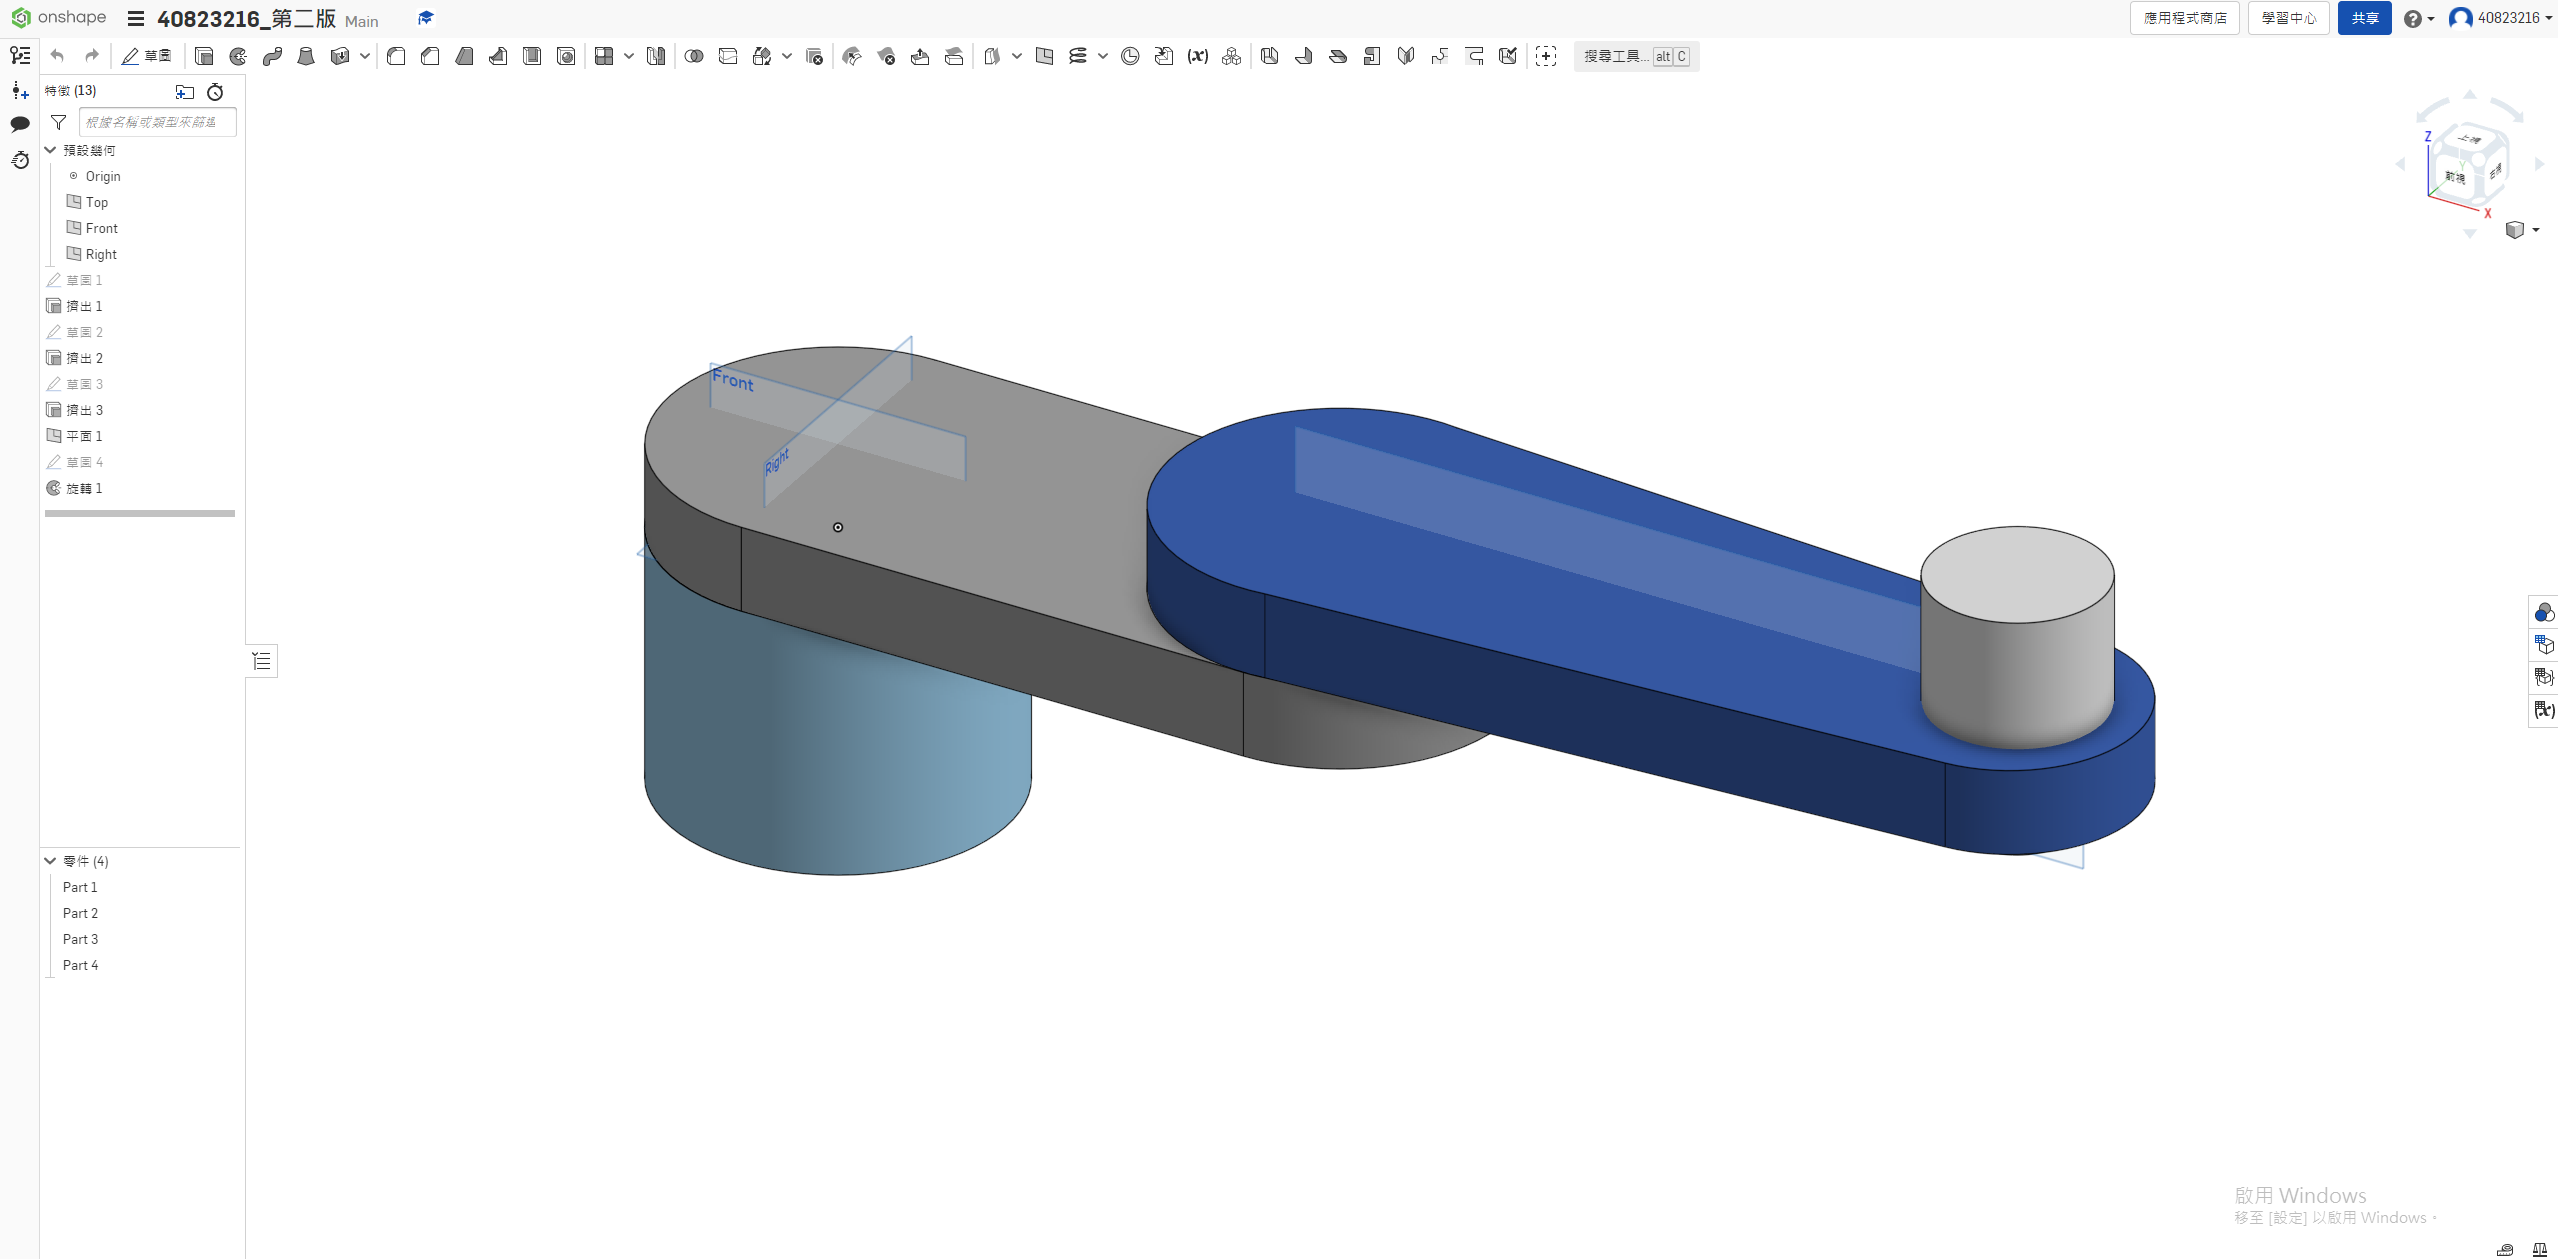 onshape 40823216_第二版 Main 應用程式商店 學習中心 共享 40823216
草圖 搜尋工具... alt C
特徵 (13)
根據名稱或類型來篩選
預設幾何
Origin
Top
Front
Right
草圖 1
擠出 1
草圖 2
擠出 2
草圖 3
擠出 3
平面 1
草圖 4
旋轉 1
零件 (4)
Part 1
Part 2
Part 3
Part 4
Front
Right
Z
上視
Y
前視
右視
X
啟用 Windows
移至 [設定] 以啟用 Windows。